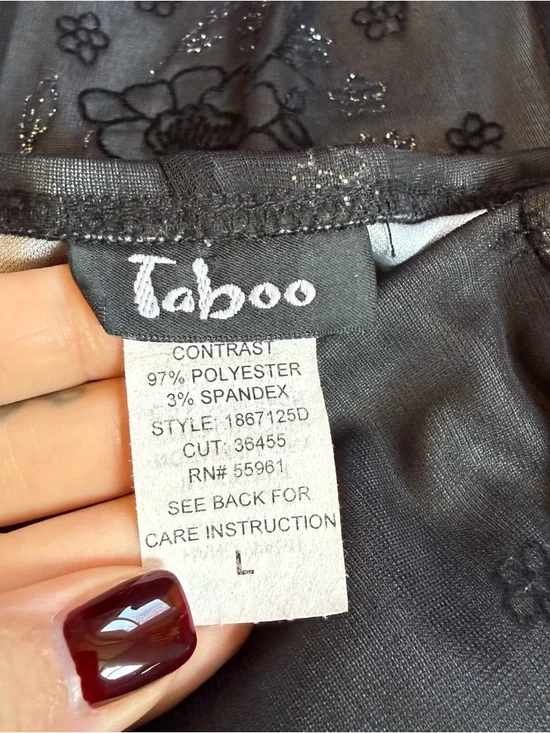 Taboo
CONTRAST
97% POLYESTER
3% SPANDEX
STYLE: 1867125D
CUT: 36455
RN# 55961
SEE BACK FOR
CARE INSTRUCTION
L